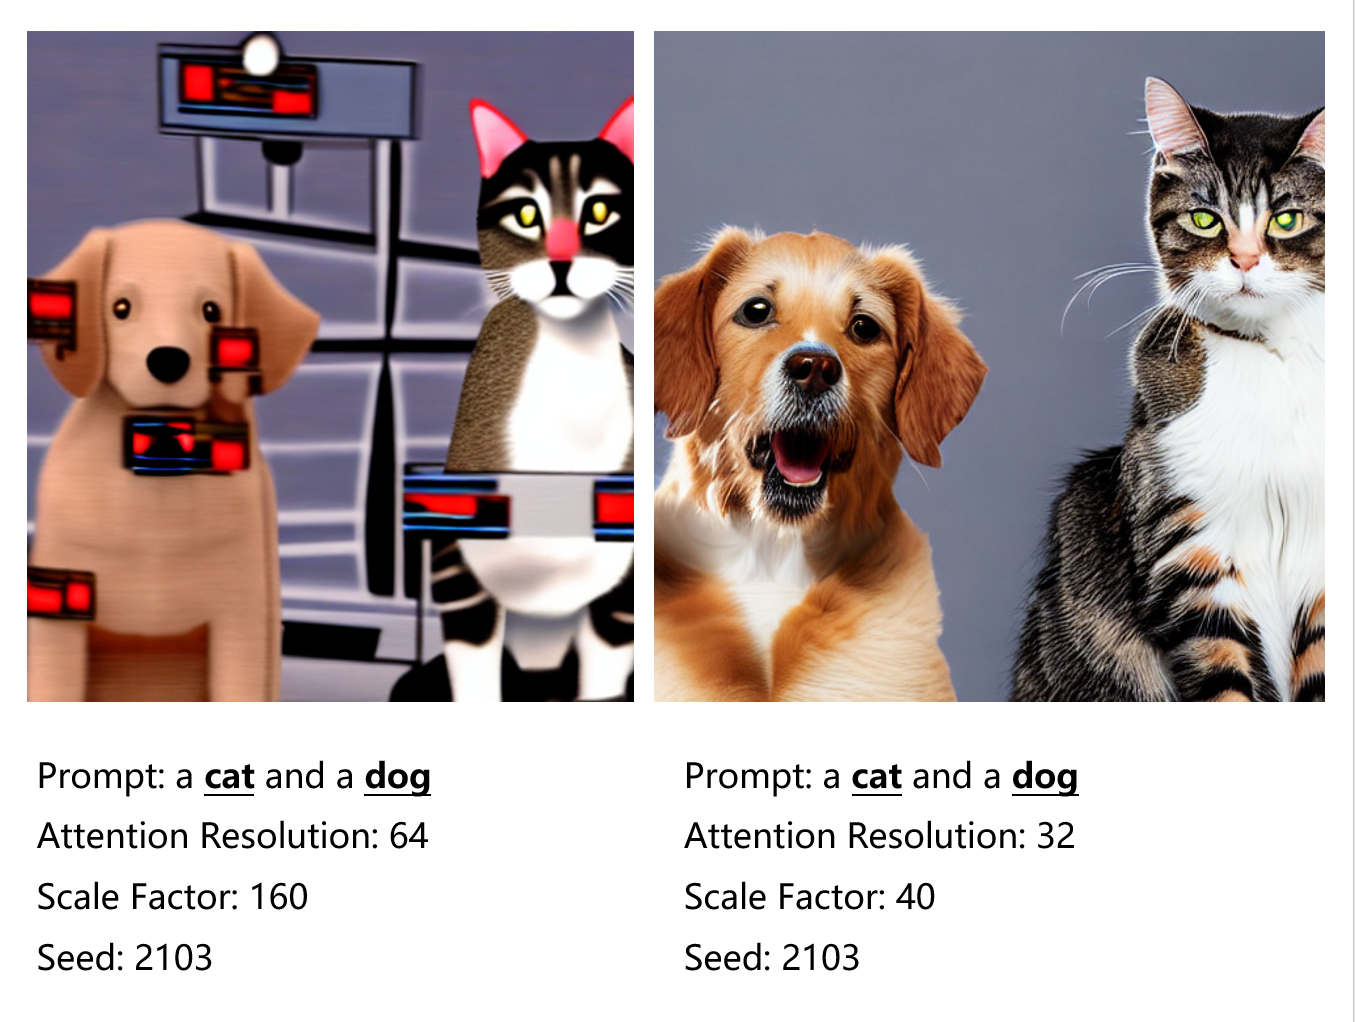 Prompt: a cat and a dog
Attention Resolution: 64
Scale Factor: 160
Seed: 2103
Prompt: a cat and a dog
Attention Resolution: 32
Scale Factor: 40
Seed: 2103